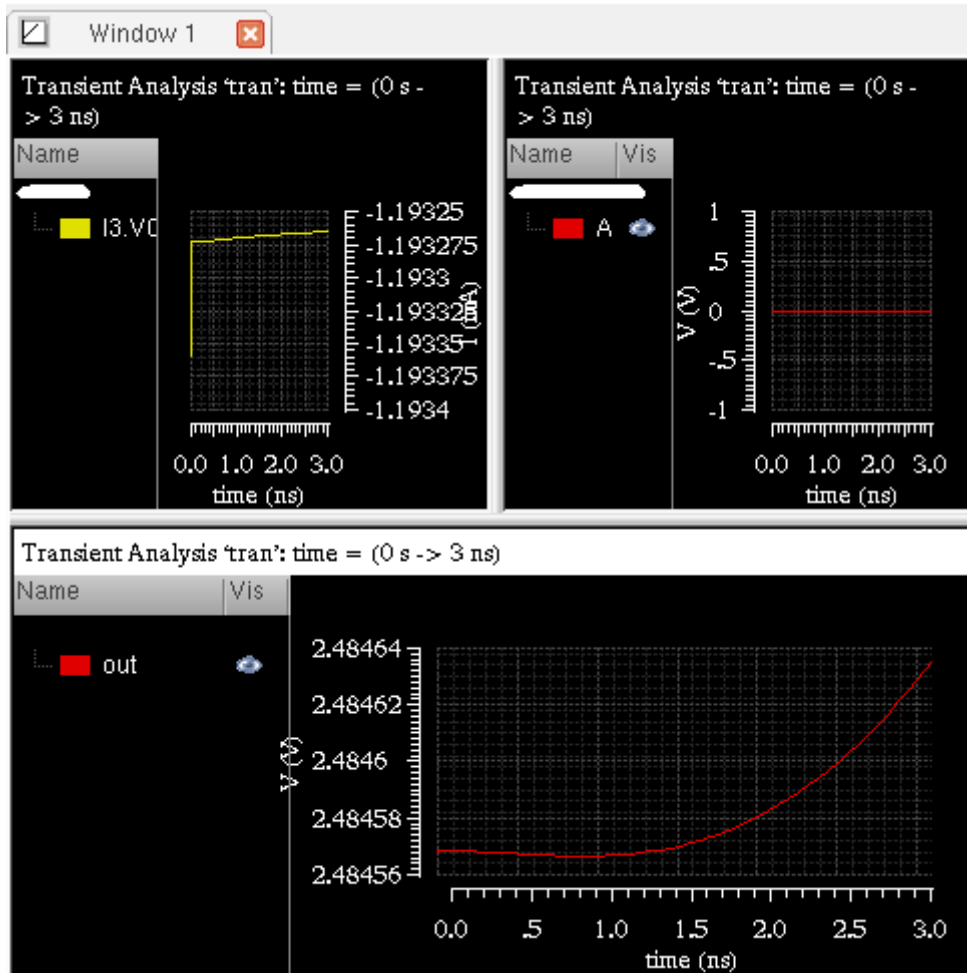 Window 1
Transient Analysis ‘tran’: time = (0 s -
> 3 ns)
Name
I3.V0
-1.19325
-1.193275
-1.1933
-1.193325
-1.19335
-1.193375
-1.1934
0.0 1.0 2.0 3.0
time (ns)
Transient Analysis ‘tran’: time = (0 s -
> 3 ns)
Name Vis
A
V (V)
1
.5
0
-.5
-1
0.0 1.0 2.0 3.0
time (ns)
Transient Analysis ‘tran’: time = (0 s -> 3 ns)
Name Vis
out
V (V)
2.48464
2.48462
2.4846
2.48458
2.48456
0.0 .5 1.0 1.5 2.0 2.5 3.0
time (ns)